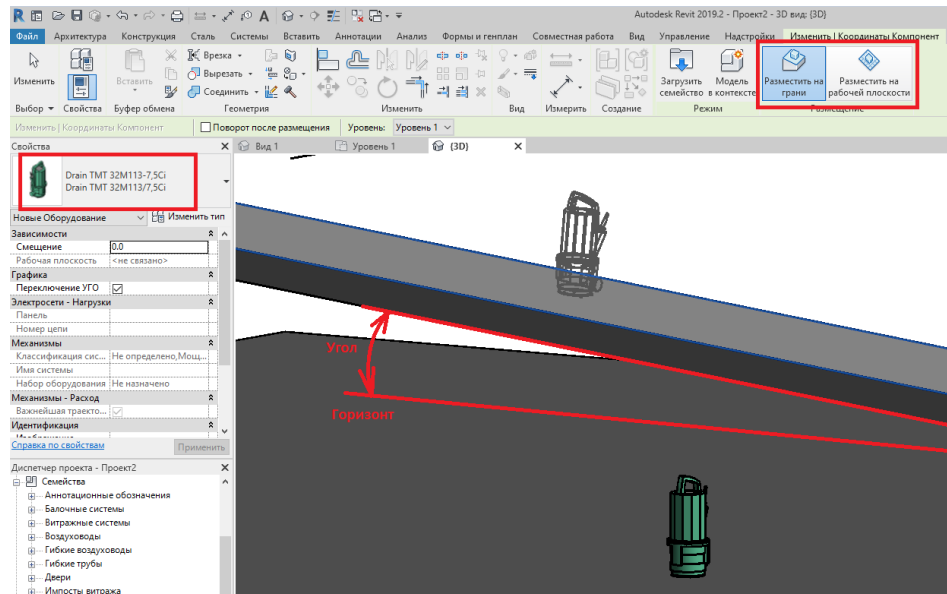 Autodesk Revit 2019.2 - Проект2 - 3D вид: {3D}
Файл Архитектура Конструкция Сталь Системы Вставить Аннотации Анализ Формы и генплан Совместная работа Вид Управление Надстройки Изменить | Координаты Компонент
Изменить
Вставить
Врезка
Вырезать
Соединить
Загрузить семейство
Модель в контексте
Разместить на грани
Разместить на рабочей плоскости
Выбор Свойства Буфер обмена Геометрия Изменить Вид Измерить Создание Режим Размещение
Изменить | Координаты Компонент Поворот после размещения Уровень: Уровень 1
Свойства X Вид 1 Уровень 1 {3D} X
Drain TMT 32M113-7,5Ci
Drain TMT 32M113/7,5Ci
Новые Оборудование Изменить тип
Зависимости
Смещение 0.0
Рабочая плоскость <не связано>
Графика
Переключение УГО
Электросети - Нагрузки
Панель
Номер цепи
Механизмы
Классификация сис... Не определено,Мощ...
Имя системы
Набор оборудования Не назначено
Механизмы - Расход
Важнейшая траекто...
Идентификация
Справка по свойствам Применить
Угол
Горизонт
Диспетчер проекта - Проект2 X
Семейства
Аннотационные обозначения
Балочные системы
Витражные системы
Воздуховоды
Гибкие воздуховоды
Гибкие трубы
Двери
Импосты витража